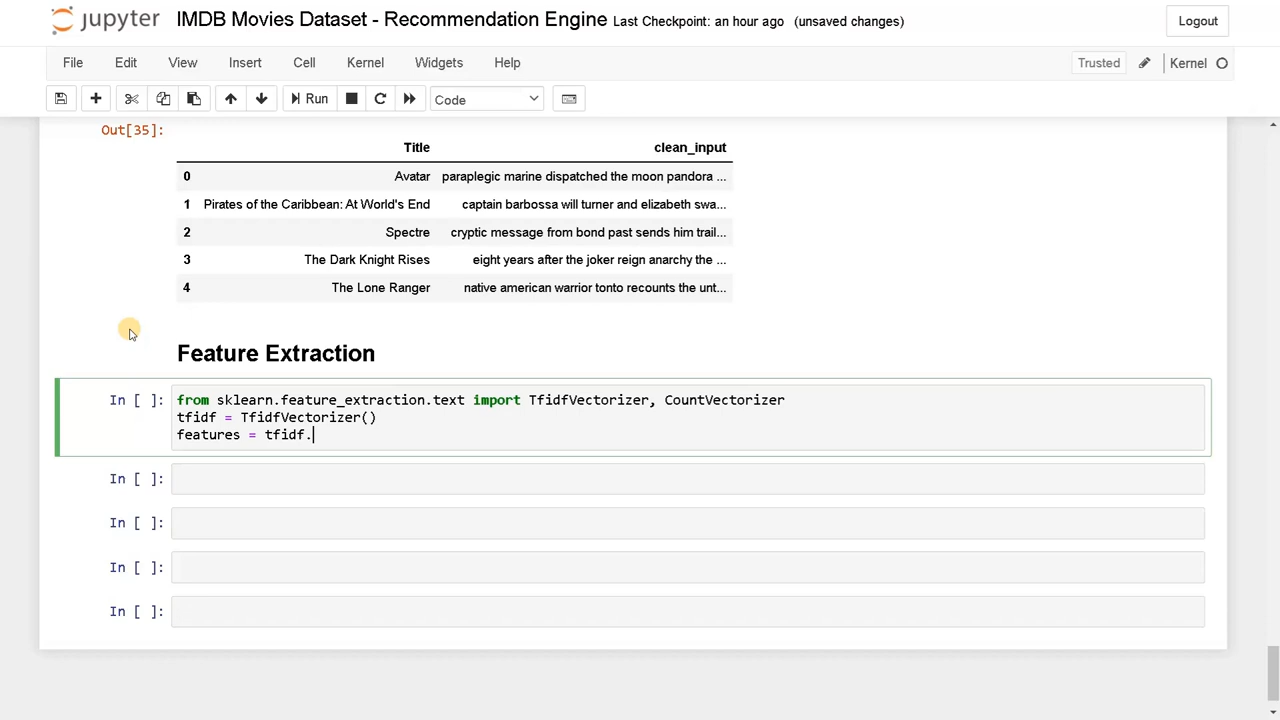 jupyter IMDB Movies Dataset - Recommendation Engine Last Checkpoint: an hour ago (unsaved changes) Logout
File Edit View Insert Cell Kernel Widgets Help Trusted Kernel
Run Code
Out[35]:
Title clean_input
0 Avatar paraplegic marine dispatched the moon pandora ...
1 Pirates of the Caribbean: At World's End captain barbossa will turner and elizabeth swa...
2 Spectre cryptic message from bond past sends him trail...
3 The Dark Knight Rises eight years after the joker reign anarchy the ...
4 The Lone Ranger native american warrior tonto recounts the unt...
Feature Extraction
In [ ]: from sklearn.feature_extraction.text import TfidfVectorizer, CountVectorizer
tfidf = TfidfVectorizer()
features = tfidf.
In [ ]:
In [ ]:
In [ ]:
In [ ]: